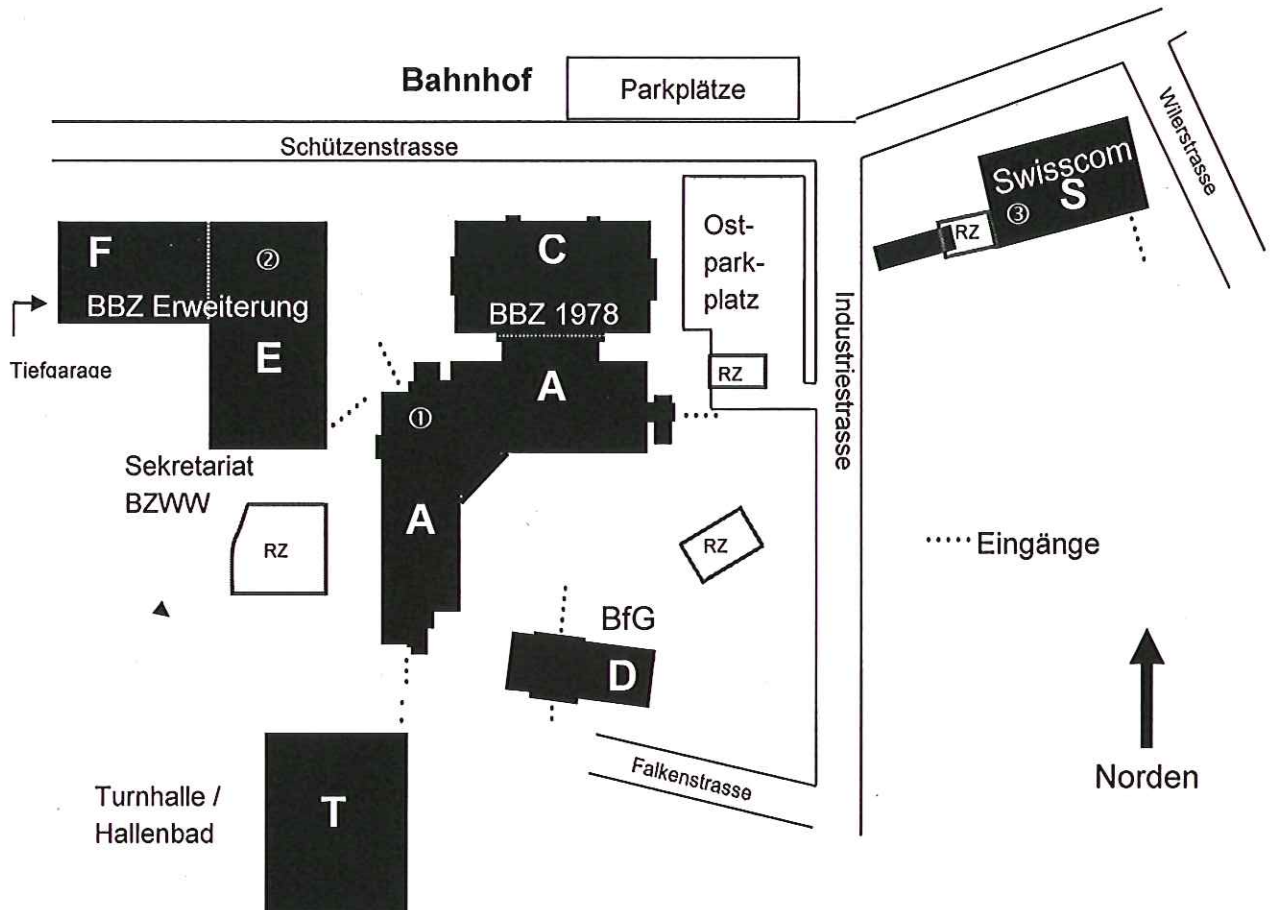 Bahnhof
Parkplätze
Schützenstrasse
Wilerstrasse
Swisscom
③ S
RZ
F
②
BBZ Erweiterung
E
Tiefgarage
C
BBZ 1978
Ost-
park-
platz
RZ
Industriestrasse
A
①
A
Sekretariat
BZWW
RZ
RZ
..... Eingänge
BfG
D
Falkenstrasse
Norden
Turnhalle /
Hallenbad
T